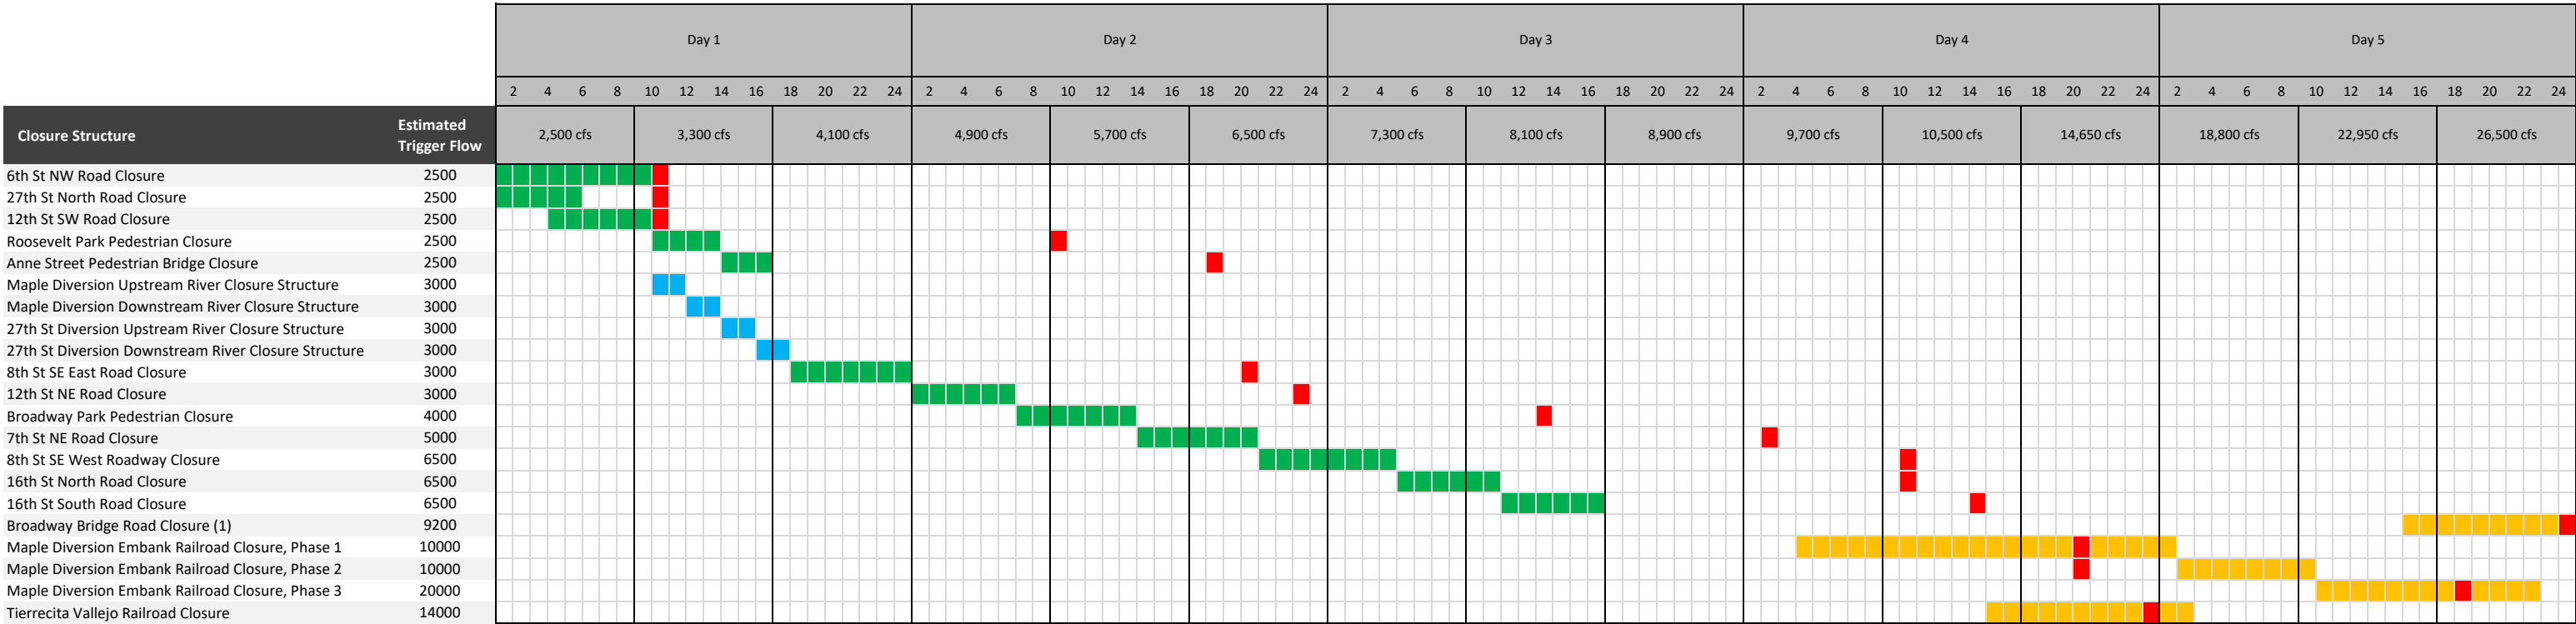 Day 1 Day 2 Day 3 Day 4 Day 5
2 4 6 8 10 12 14 16 18 20 22 24 2 4 6 8 10 12 14 16 18 20 22 24 2 4 6 8 10 12 14 16 18 20 22 24 2 4 6 8 10 12 14 16 18 20 22 24 2 4 6 8 10 12 14 16 18 20 22 24
Closure Structure Estimated
Trigger Flow
2,500 cfs 3,300 cfs 4,100 cfs 4,900 cfs 5,700 cfs 6,500 cfs 7,300 cfs 8,100 cfs 8,900 cfs 9,700 cfs 10,500 cfs 14,650 cfs 18,800 cfs 22,950 cfs 26,500 cfs
6th St NW Road Closure 2500
27th St North Road Closure 2500
12th St SW Road Closure 2500
Roosevelt Park Pedestrian Closure 2500
Anne Street Pedestrian Bridge Closure 2500
Maple Diversion Upstream River Closure Structure 3000
Maple Diversion Downstream River Closure Structure 3000
27th St Diversion Upstream River Closure Structure 3000
27th St Diversion Downstream River Closure Structure 3000
8th St SE East Road Closure 3000
12th St NE Road Closure 3000
Broadway Park Pedestrian Closure 4000
7th St NE Road Closure 5000
8th St SE West Roadway Closure 6500
16th St North Road Closure 6500
16th St South Road Closure 6500
Broadway Bridge Road Closure (1) 9200
Maple Diversion Embank Railroad Closure, Phase 1 10000
Maple Diversion Embank Railroad Closure, Phase 2 10000
Maple Diversion Embank Railroad Closure, Phase 3 20000
Tierrecita Vallejo Railroad Closure 14000